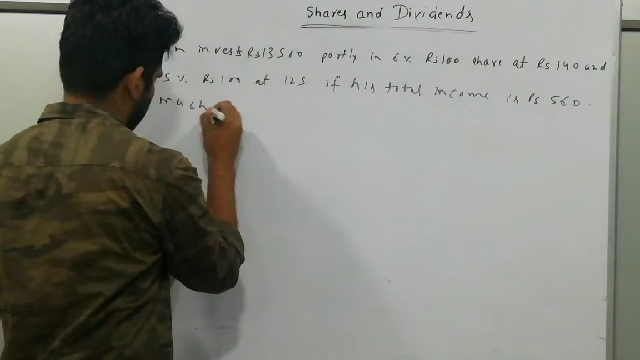 Shares and Dividends
invests Rs13500 partly in 6% Rs100 share at Rs 140 and
5% Rs100 at 125 if his total income is Rs 560.
much